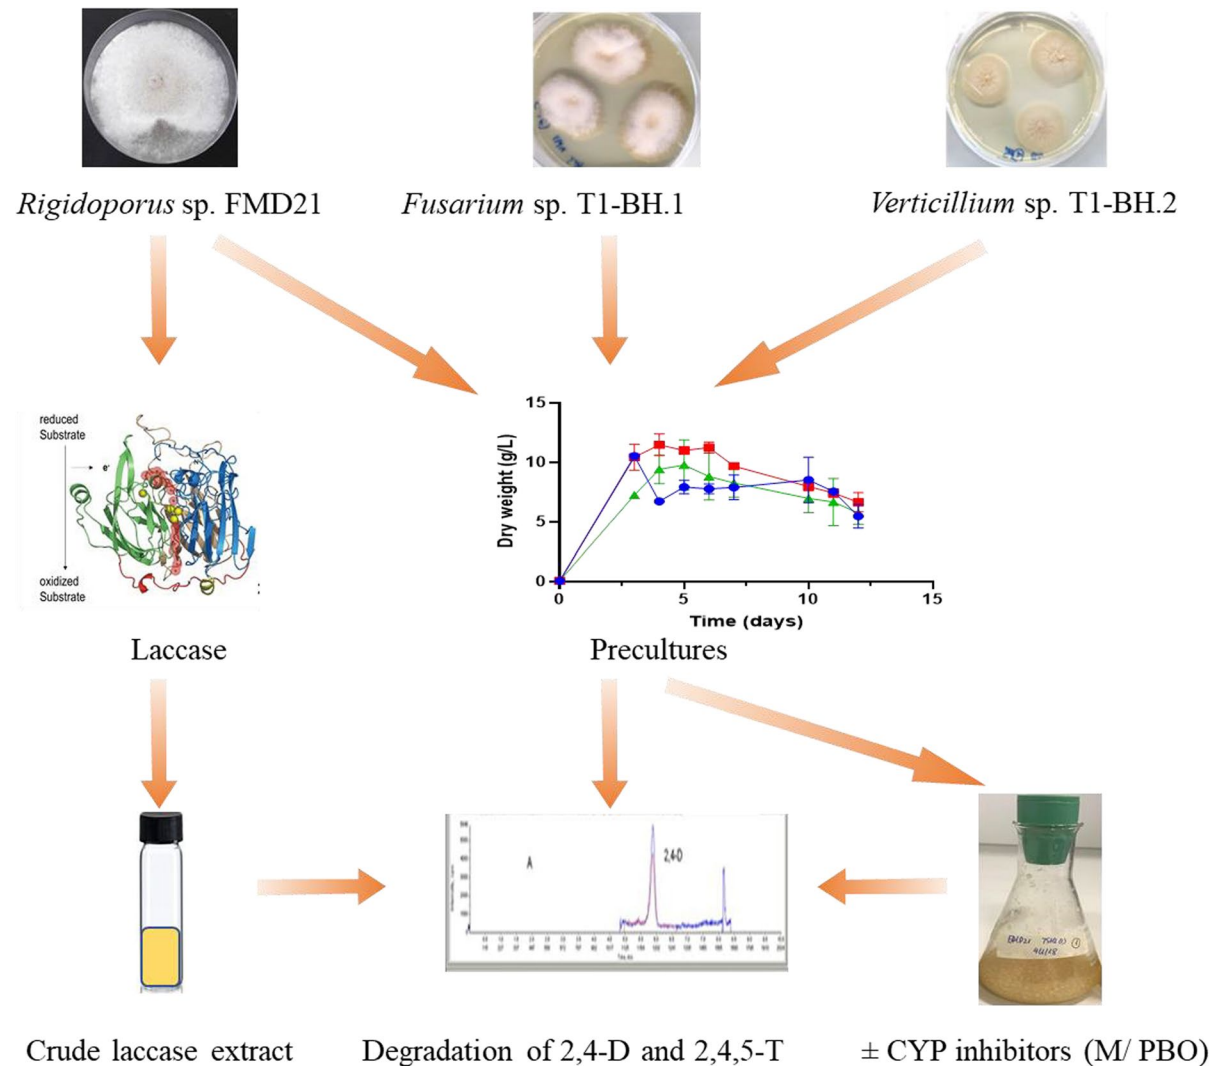 Rigidoporus sp. FMD21
Fusarium sp. T1-BH.1
Verticillium sp. T1-BH.2
reduced
Substrate
e-
oxidized
Substrate
Laccase
15
10
5
0
Dry weight (g/L)
0 5 10 15
Time (days)
Precultures
A
2,4-D
Crude laccase extract
Degradation of 2,4-D and 2,4,5-T
± CYP inhibitors (M/ PBO)